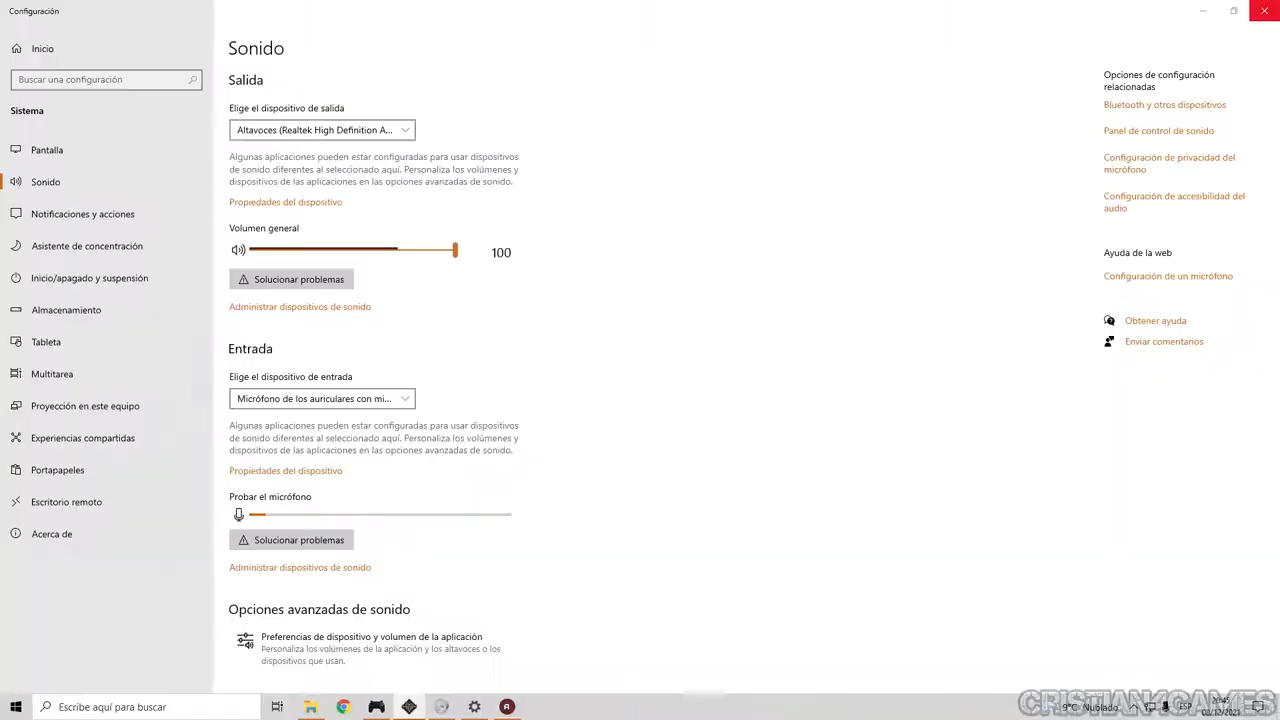 Configuración
Inicio
Buscar una configuración
Sistema
Pantalla
Sonido
Notificaciones y acciones
Asistente de concentración
Inicio/apagado y suspensión
Almacenamiento
Tableta
Multitarea
Proyección en este equipo
Experiencias compartidas
Portapapeles
Escritorio remoto
Acerca de
Sonido
Salida
Elige el dispositivo de salida
Altavoces (Realtek High Definition A...
Algunas aplicaciones pueden estar configuradas para usar dispositivos
de sonido diferentes al seleccionado aquí. Personaliza los volúmenes y
dispositivos de las aplicaciones en las opciones avanzadas de sonido.
Propiedades del dispositivo
Volumen general
100
Solucionar problemas
Administrar dispositivos de sonido
Entrada
Elige el dispositivo de entrada
Micrófono de los auriculares con mi...
Algunas aplicaciones pueden estar configuradas para usar dispositivos
de sonido diferentes al seleccionado aquí. Personaliza los volúmenes y
dispositivos de las aplicaciones en las opciones avanzadas de sonido.
Propiedades del dispositivo
Probar el micrófono
Solucionar problemas
Administrar dispositivos de sonido
Opciones avanzadas de sonido
Preferencias de dispositivo y volumen de la aplicación
Personaliza los volúmenes de la aplicación y los altavoces o los
dispositivos que usan.
Opciones de configuración
relacionadas
Bluetooth y otros dispositivos
Panel de control de sonido
Configuración de privacidad del
micrófono
Configuración de accesibilidad del
audio
Ayuda de la web
Configuración de un micrófono
Obtener ayuda
Enviar comentarios
Escribe aquí para buscar
9°C Nublado
ESP
CRISTIAN4GAMES